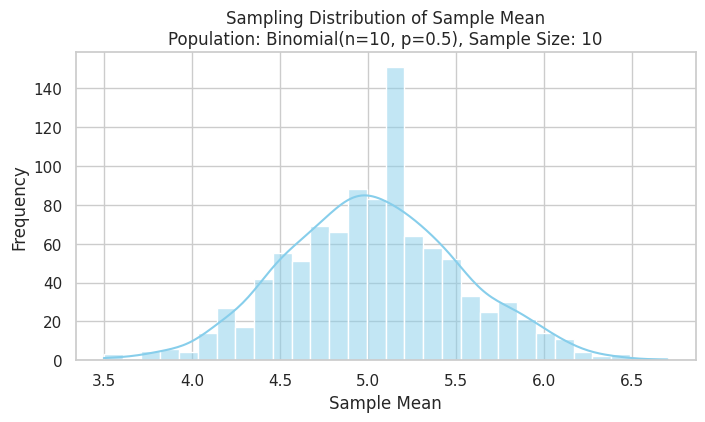 Sampling Distribution of Sample Mean
Population: Binomial(n=10, p=0.5), Sample Size: 10
Frequency
140
120
100
80
60
40
20
0
3.5 4.0 4.5 5.0 5.5 6.0 6.5
Sample Mean